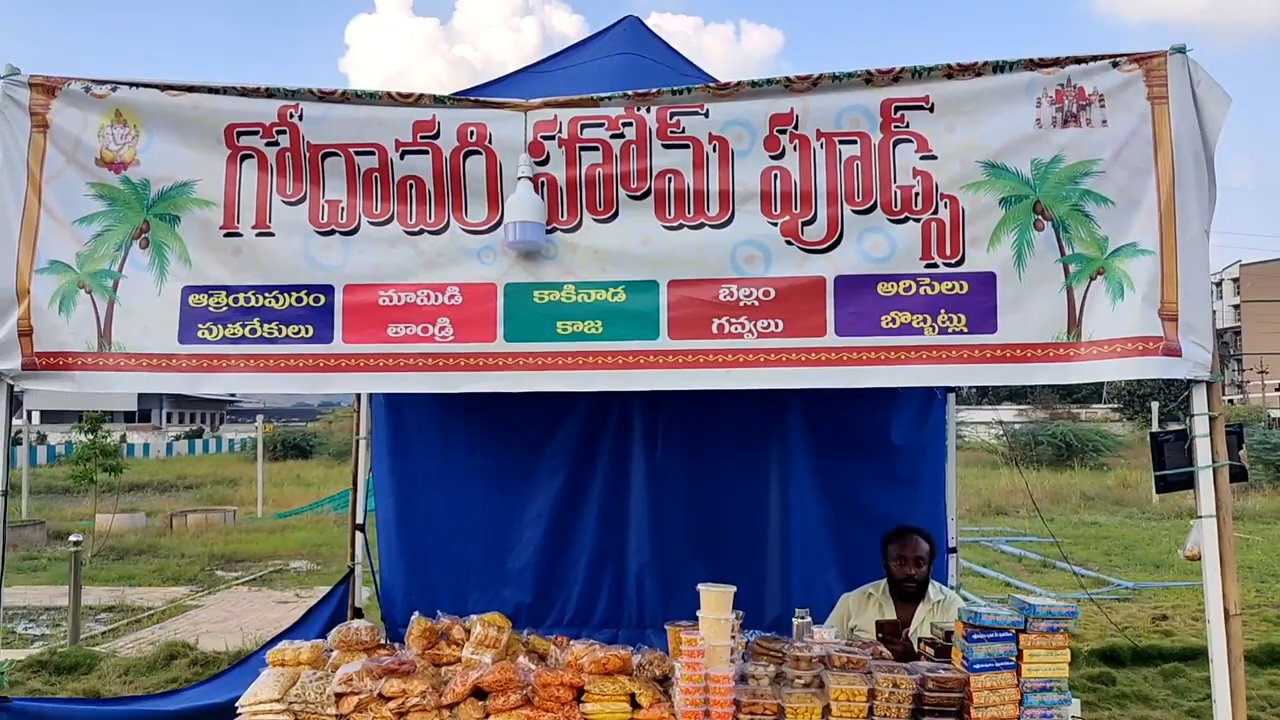 గోదావరి హోమ్ ఫూడ్స్
ఆత్రేయపురం
పుతరేకులు
మామిడి
తాండ్రి
కాకినాడ
కాజ
బెల్లం
గవ్వలు
అరిసెలు
బొబ్బట్లు